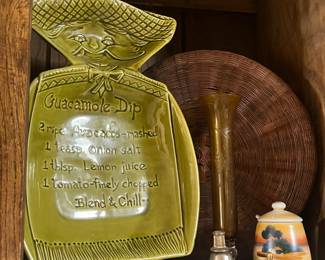 Guacamole Dip
2 ripe Avocados-mashed
1 tsp. Onion salt
1 tbsp. Lemon juice
1 tomato-finely chopped
Blend & Chill